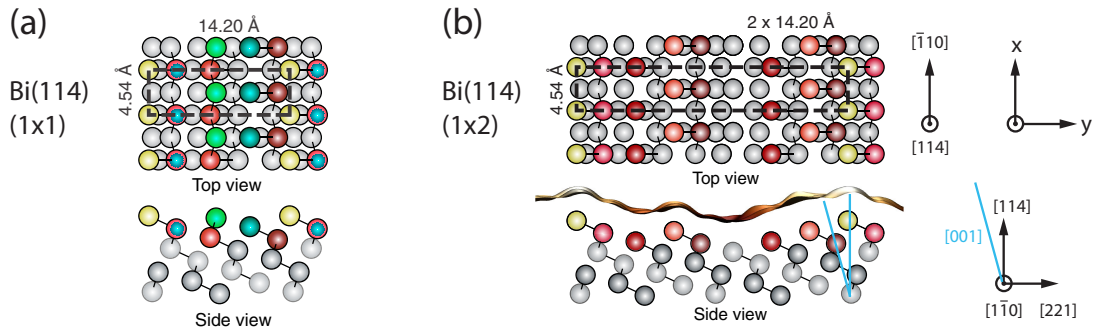 (a)
14.20 Å
Bi(114)
(1x1)
4.54 Å
Top view
Side view
(b)
2 x 14.20 Å
Bi(114)
(1x2)
4.54 Å
Top view
Side view
[1̅10]
[114]
x
y
[114]
[001]
[11̅0]
[221]